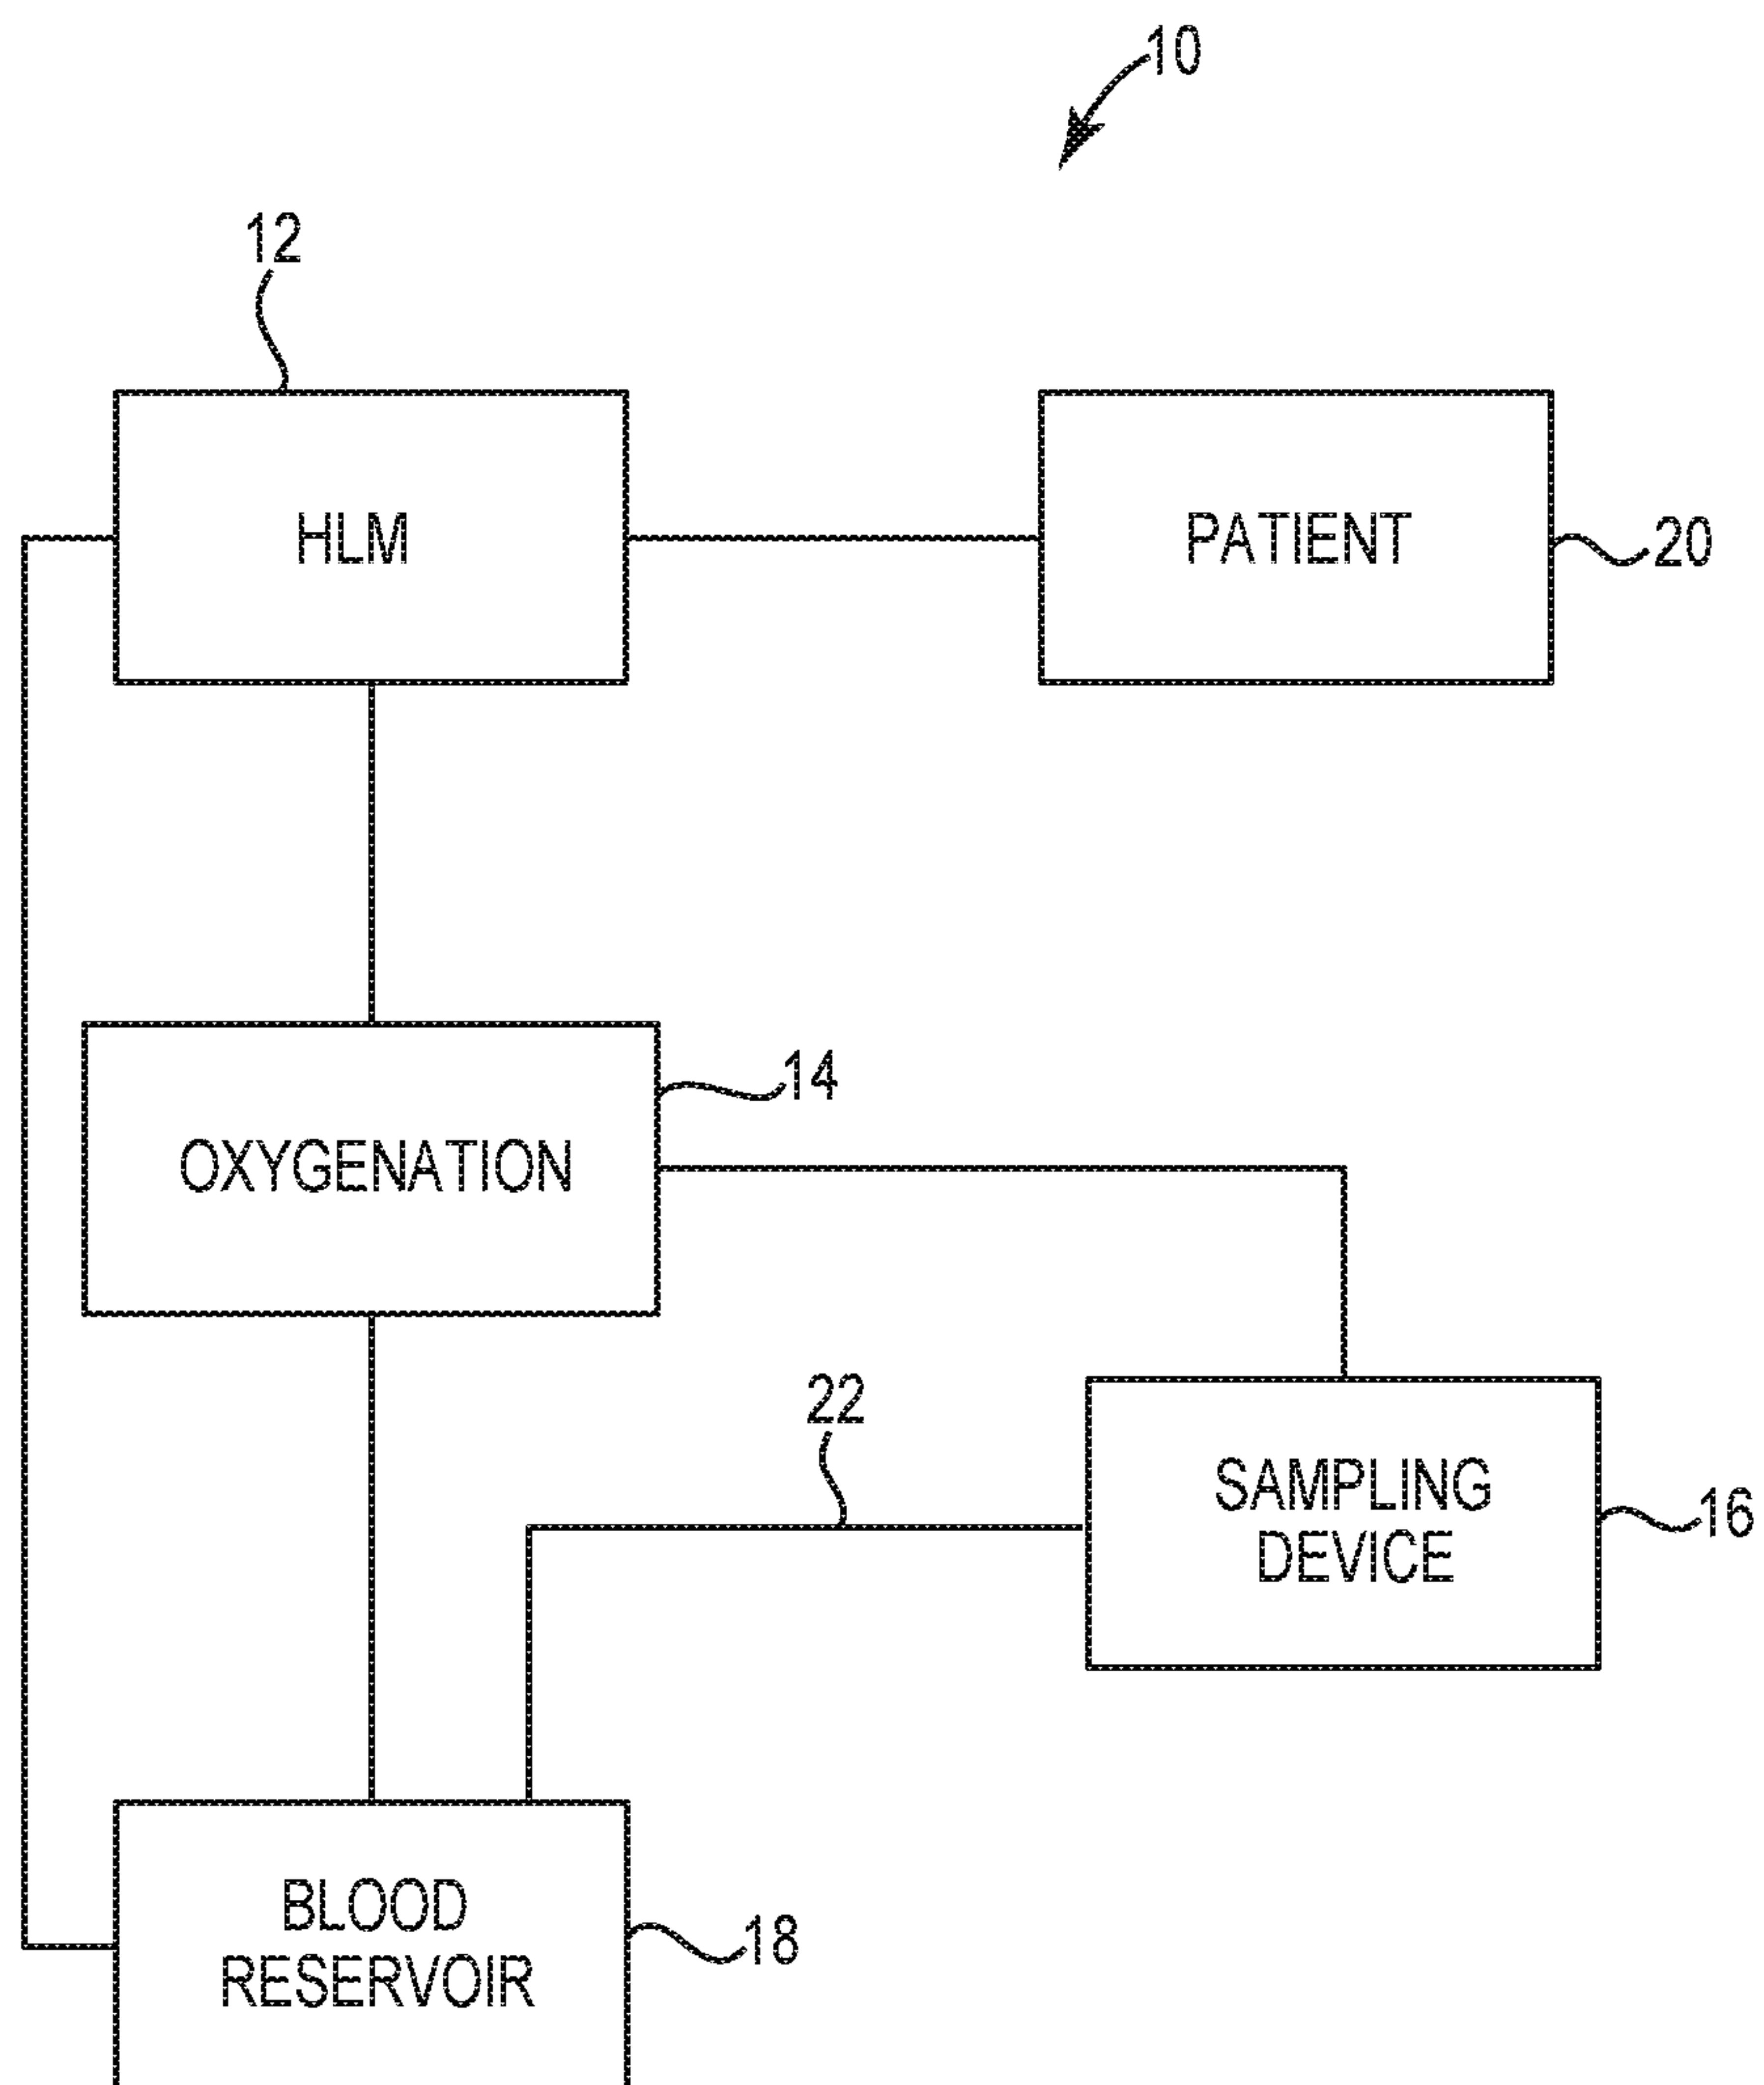 10
12
HLM
PATIENT
20
14
OXYGENATION
22
SAMPLING
DEVICE
16
BLOOD
RESERVOIR
18